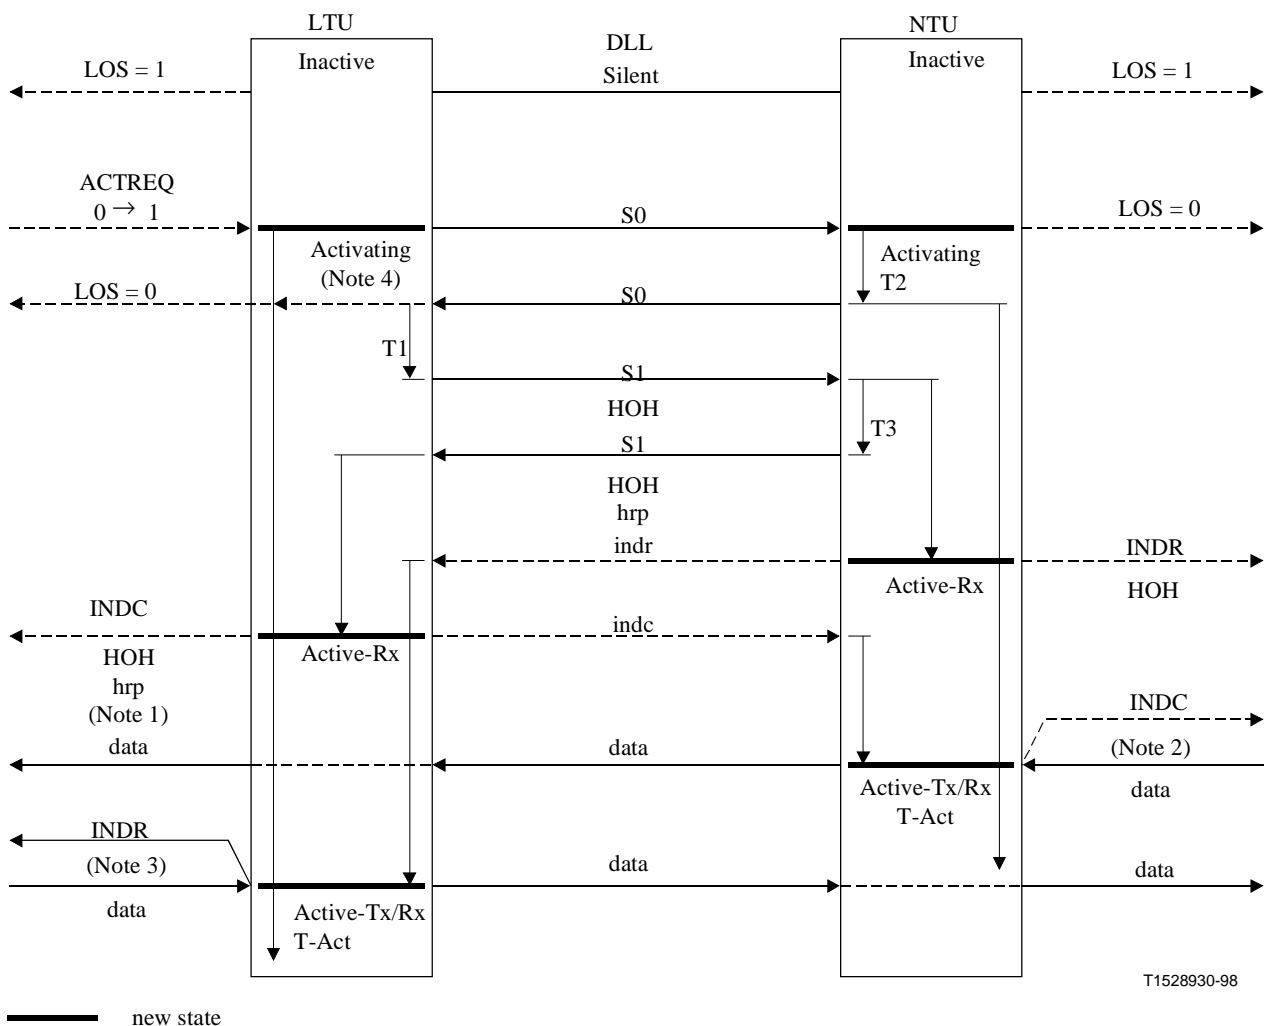 LTU
NTU
DLL
Inactive
Inactive
LOS = 1
Silent
LOS = 1
ACTREQ
0 → 1
S0
LOS = 0
Activating
(Note 4)
Activating
T2
LOS = 0
S0
T1
S1
HOH
T3
S1
HOH
hrp
indr
INDR
Active-Rx
HOH
INDC
indc
Active-Rx
HOH
hrp
(Note 1)
INDC
data
data
(Note 2)
Active-Tx/Rx
T-Act
data
INDR
(Note 3)
data
data
data
Active-Tx/Rx
T-Act
T1528930-98
new state